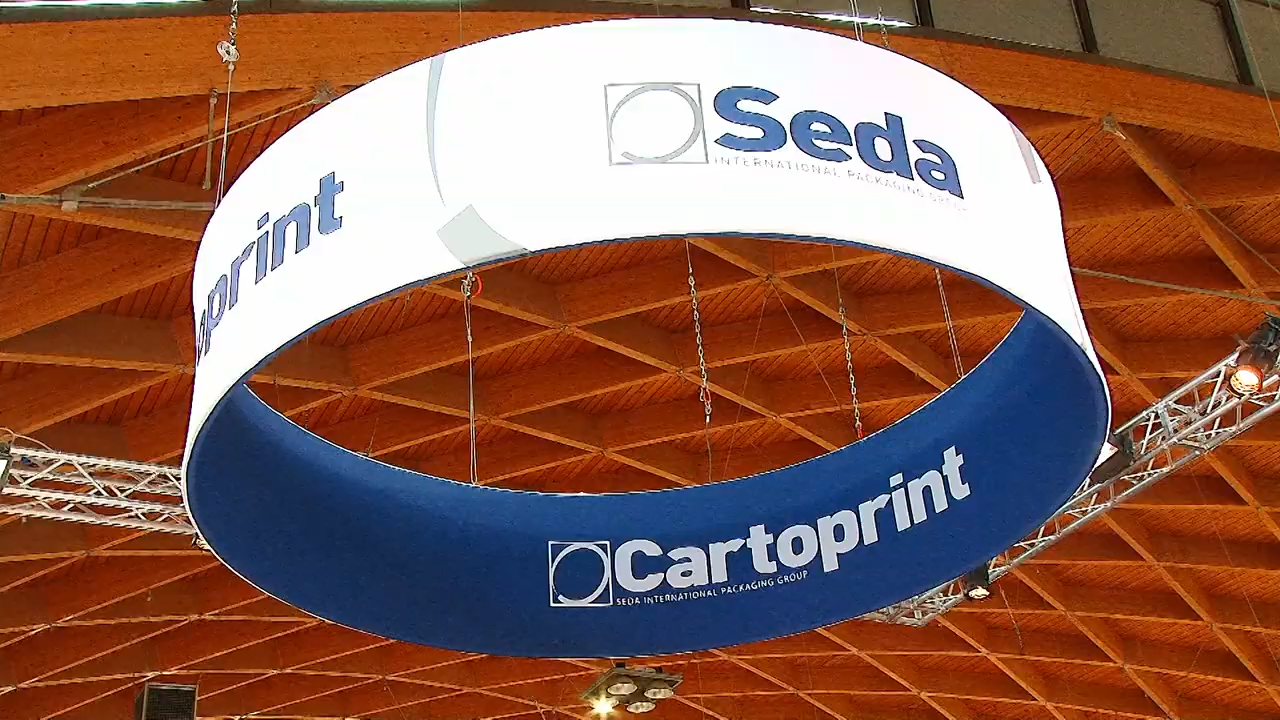 Seda
INTERNATIONAL PACKAGING GROUP
print
Cartoprint
SEDA INTERNATIONAL PACKAGING GROUP